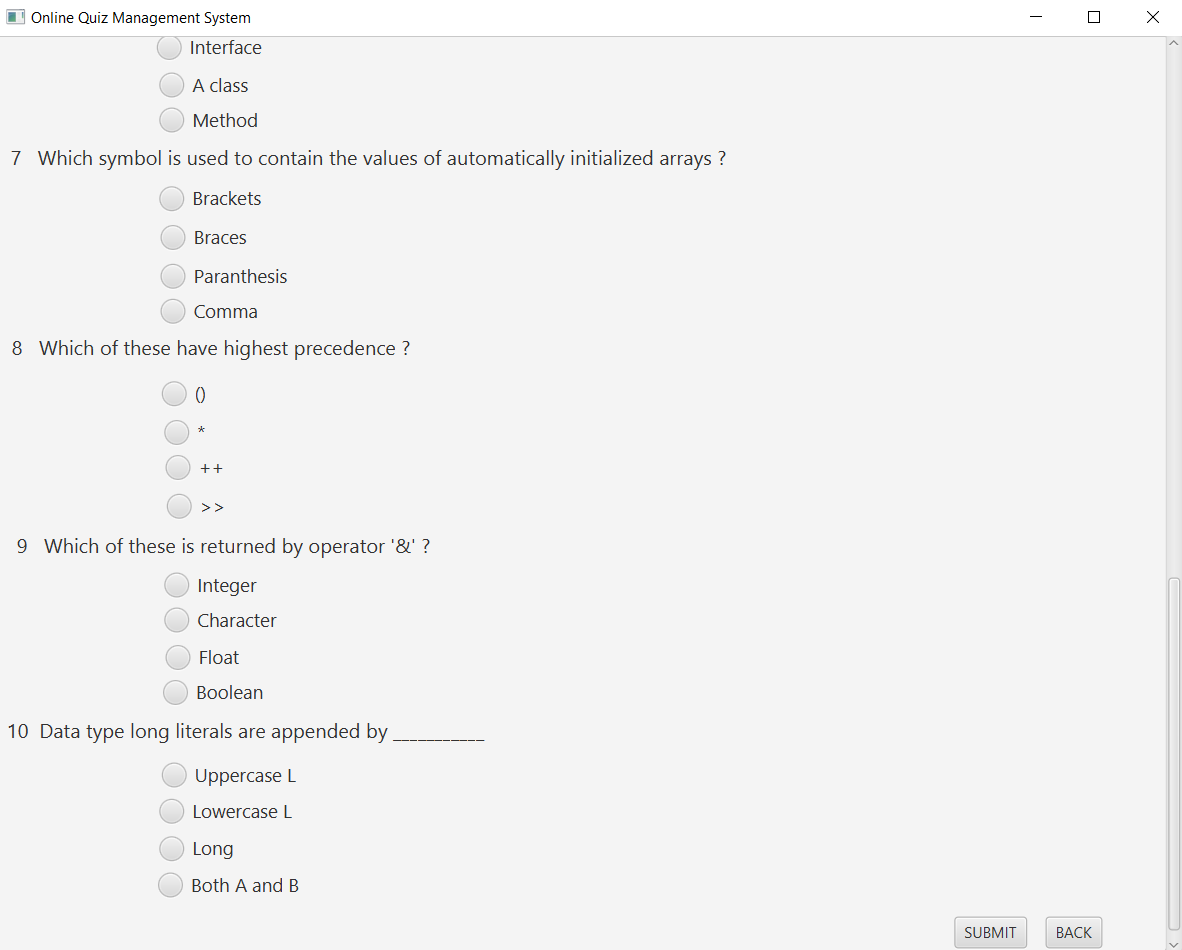 Online Quiz Management System
Interface
A class
Method
7 Which symbol is used to contain the values of automatically initialized arrays ?
Brackets
Braces
Paranthesis
Comma
8 Which of these have highest precedence ?
()
*
++
>>
9 Which of these is returned by operator '&' ?
Integer
Character
Float
Boolean
10 Data type long literals are appended by ___________
Uppercase L
Lowercase L
Long
Both A and B
SUBMIT BACK